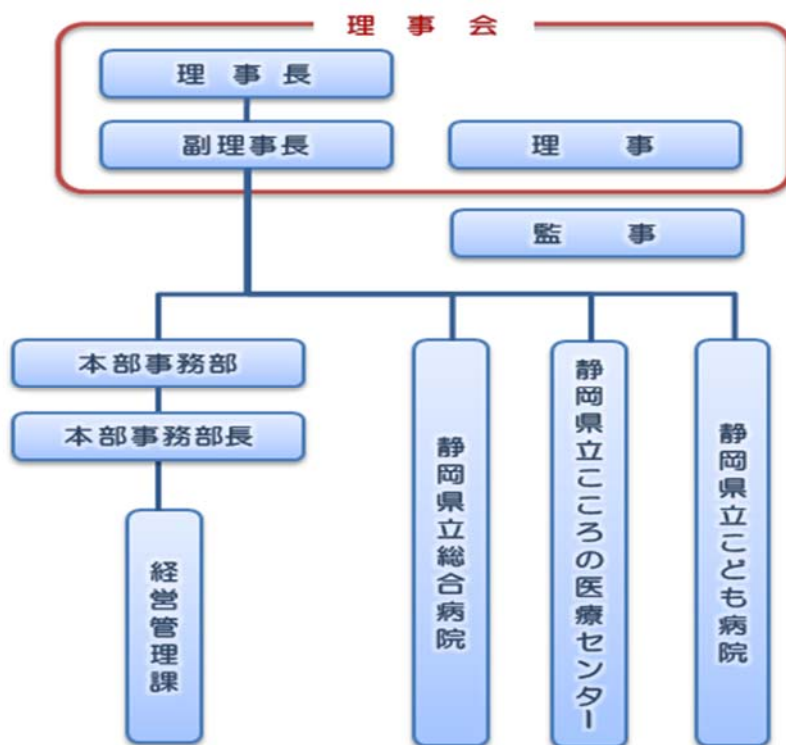 理事会
理事長
副理事長
理事
監事
本部事務部
本部事務部長
経営管理課
静岡県立総合病院
静岡県立こころの医療センター
静岡県立こども病院